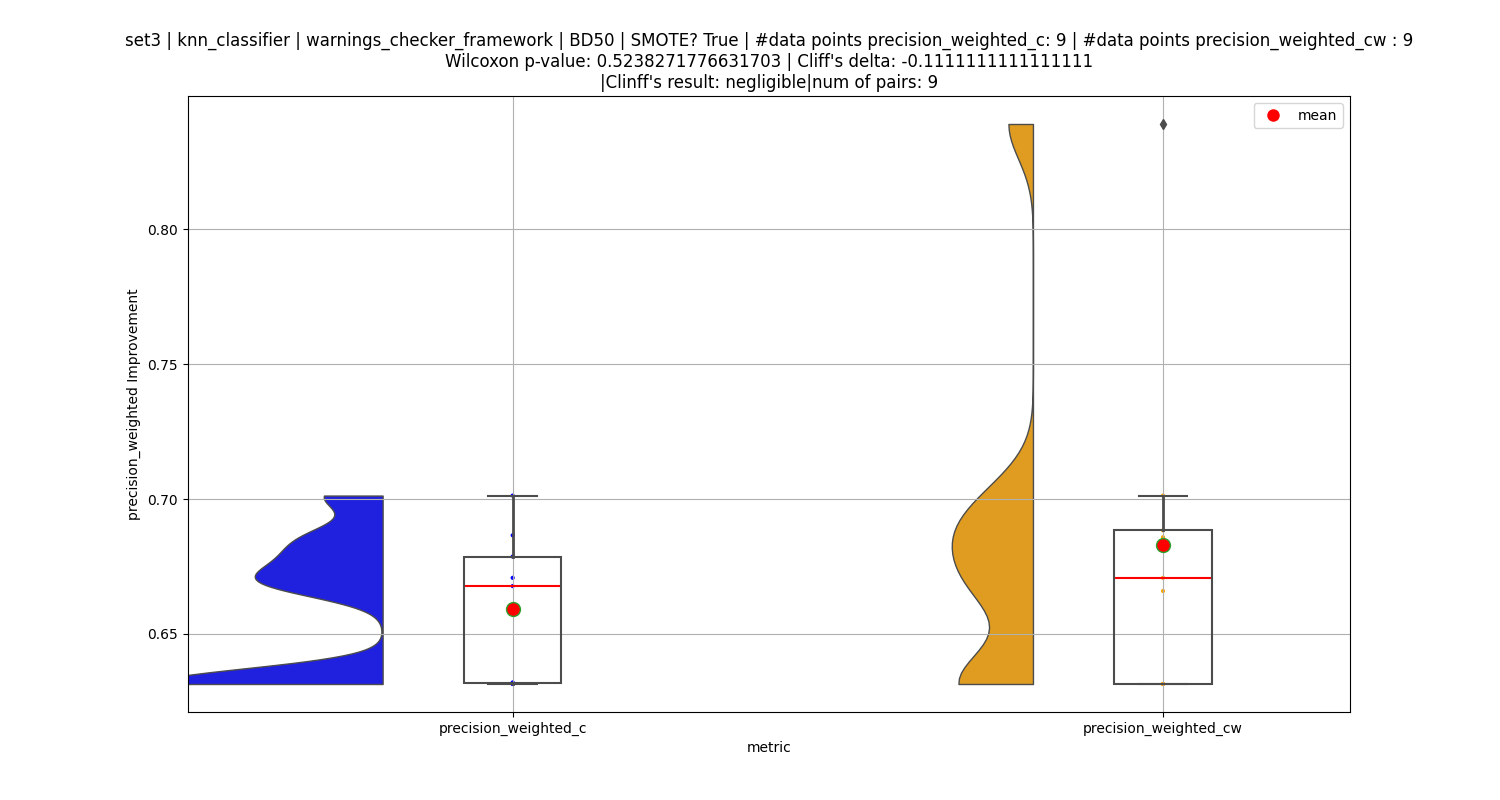 set3 | knn_classifier | warnings_checker_framework | BD50 | SMOTE? True | #data points precision_weighted_c: 9 | #data points precision_weighted_cw : 9
Wilcoxon p-value: 0.5238271776631703 | Cliff's delta: -0.1111111111111111
|Clinff's result: negligible|num of pairs: 9
mean
precision_weighted Improvement
0.80
0.75
0.70
0.65
precision_weighted_c
precision_weighted_cw
metric